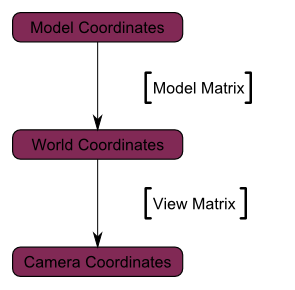 Model Coordinates
[Model Matrix]
World Coordinates
[View Matrix]
Camera Coordinates